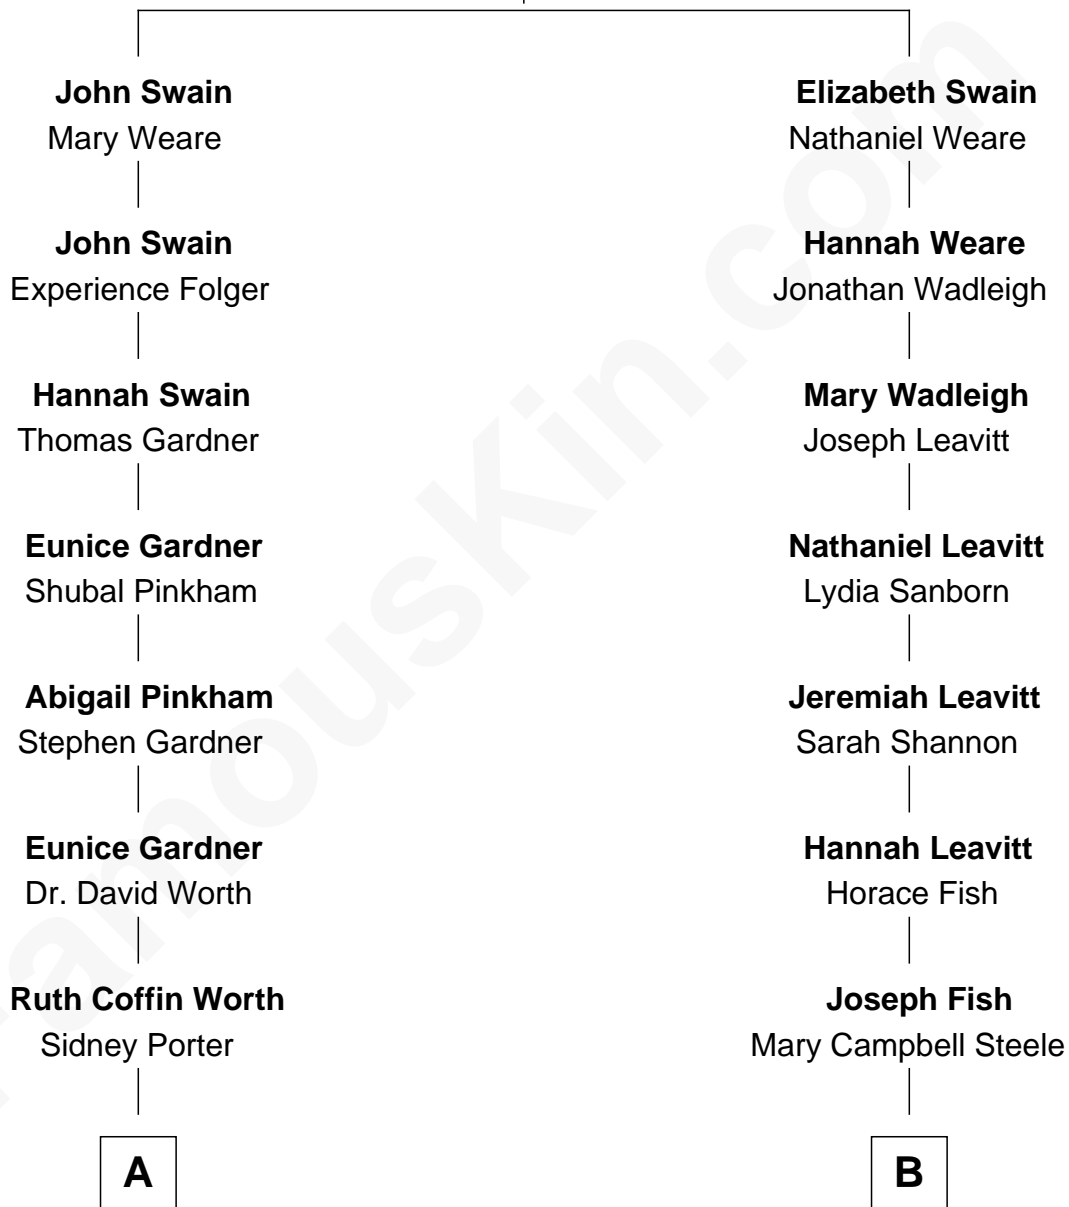 John Swain
Mary Weare
Elizabeth Swain
Nathaniel Weare
John Swain
Experience Folger
Hannah Weare
Jonathan Wadleigh
Hannah Swain
Thomas Gardner
Mary Wadleigh
Joseph Leavitt
Eunice Gardner
Shubal Pinkham
Nathaniel Leavitt
Lydia Sanborn
Abigail Pinkham
Stephen Gardner
Jeremiah Leavitt
Sarah Shannon
Eunice Gardner
Dr. David Worth
Hannah Leavitt
Horace Fish
Ruth Coffin Worth
Sidney Porter
Joseph Fish
Mary Campbell Steele
A
B
FamousKin.com